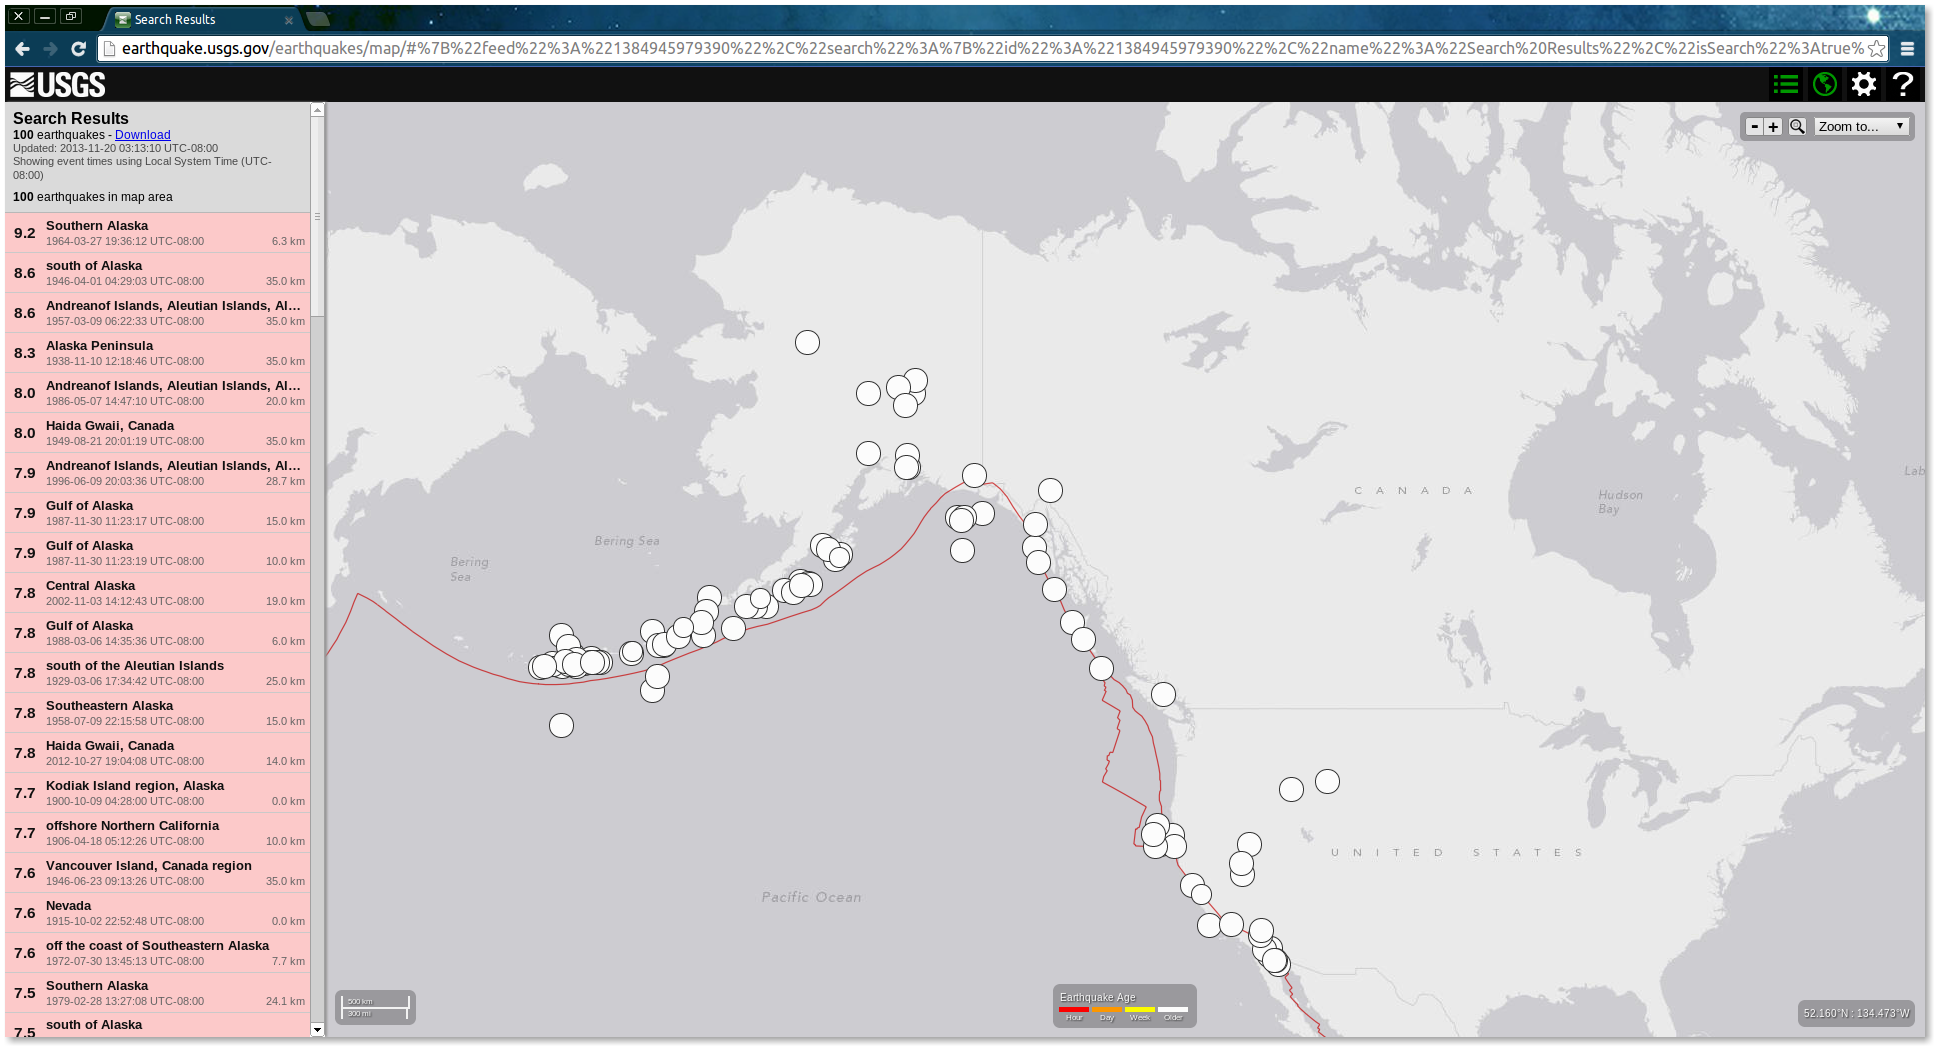 Search Results
earthquake.usgs.gov/earthquakes/map/#%7B%22feed%22%3A%221384945979390%22%2C%22search%22%3A%7B%22id%22%3A%221384945979390%22%2C%22name%22%3A%22Search%20Results%22%2C%22isSearch%22%3Atrue%
USGS
?
Search Results
100 earthquakes - Download
Updated: 2013-11-20 03:13:10 UTC-08:00
Showing event times using Local System Time (UTC-
08:00)
100 earthquakes in map area
9.2 Southern Alaska
1964-03-27 19:36:12 UTC-08:00 6.3 km
8.6 south of Alaska
1946-04-01 04:29:03 UTC-08:00 35.0 km
8.6 Andreanof Islands, Aleutian Islands, Al...
1957-03-09 06:22:33 UTC-08:00 35.0 km
8.3 Alaska Peninsula
1938-11-10 12:18:46 UTC-08:00 35.0 km
8.0 Andreanof Islands, Aleutian Islands, Al...
1986-05-07 14:47:10 UTC-08:00 20.0 km
8.0 Haida Gwaii, Canada
1949-08-21 20:01:19 UTC-08:00 35.0 km
7.9 Andreanof Islands, Aleutian Islands, Al...
1996-06-09 20:03:36 UTC-08:00 28.7 km
7.9 Gulf of Alaska
1987-11-30 11:23:17 UTC-08:00 15.0 km
7.9 Gulf of Alaska
1987-11-30 11:23:19 UTC-08:00 10.0 km
7.8 Central Alaska
2002-11-03 14:12:43 UTC-08:00 19.0 km
7.8 Gulf of Alaska
1988-03-06 14:35:36 UTC-08:00 6.0 km
7.8 south of the Aleutian Islands
1929-03-06 17:34:42 UTC-08:00 25.0 km
7.8 Southeastern Alaska
1958-07-09 22:15:58 UTC-08:00 15.0 km
7.8 Haida Gwaii, Canada
2012-10-27 19:04:08 UTC-08:00 14.0 km
7.7 Kodiak Island region, Alaska
1900-10-09 04:28:00 UTC-08:00 0.0 km
7.7 offshore Northern California
1906-04-18 05:12:26 UTC-08:00 10.0 km
7.6 Vancouver Island, Canada region
1946-06-23 09:13:26 UTC-08:00 35.0 km
7.6 Nevada
1915-10-02 22:52:48 UTC-08:00 0.0 km
7.6 off the coast of Southeastern Alaska
1972-07-30 13:45:13 UTC-08:00 7.7 km
7.5 Southern Alaska
1979-02-28 13:27:08 UTC-08:00 24.1 km
7.5 south of Alaska
- + Zoom to...
Lab
CANADA
Hudson
Bay
Bering Sea
Bering
Sea
UNITED STATES
Pacific Ocean
500 km
300 mi
Earthquake Age
Hour Day Week Older
52.160°N : 134.473°W